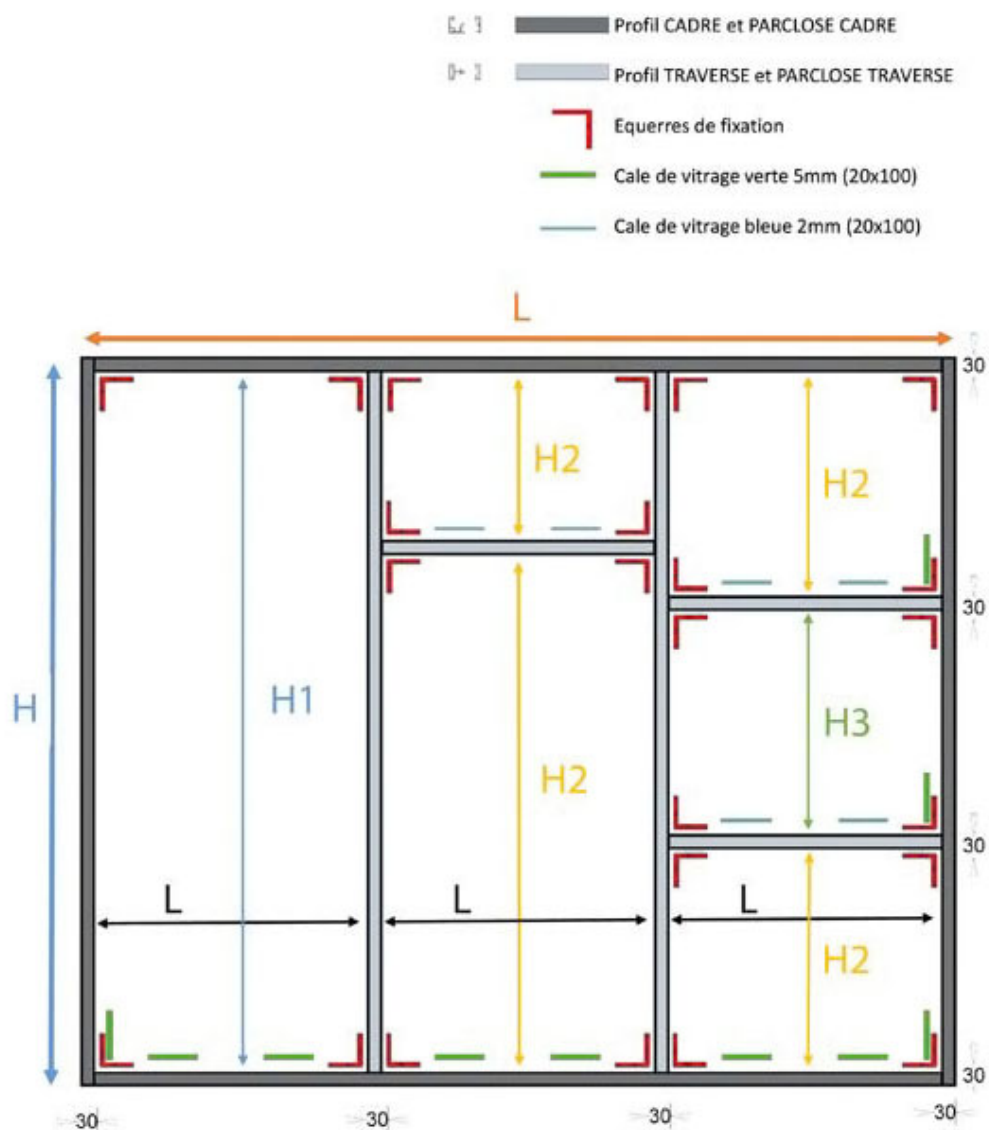 Profil CADRE et PARCLOSE CADRE
Profil TRAVERSE et PARCLOSE TRAVERSE
Equerres de fixation
Cale de vitrage verte 5mm (20x100)
Cale de vitrage bleue 2mm (20x100)
L
30
H2
H2
30
H
H1
H3
H2
30
L
L
L
H2
30
30
30
30
30